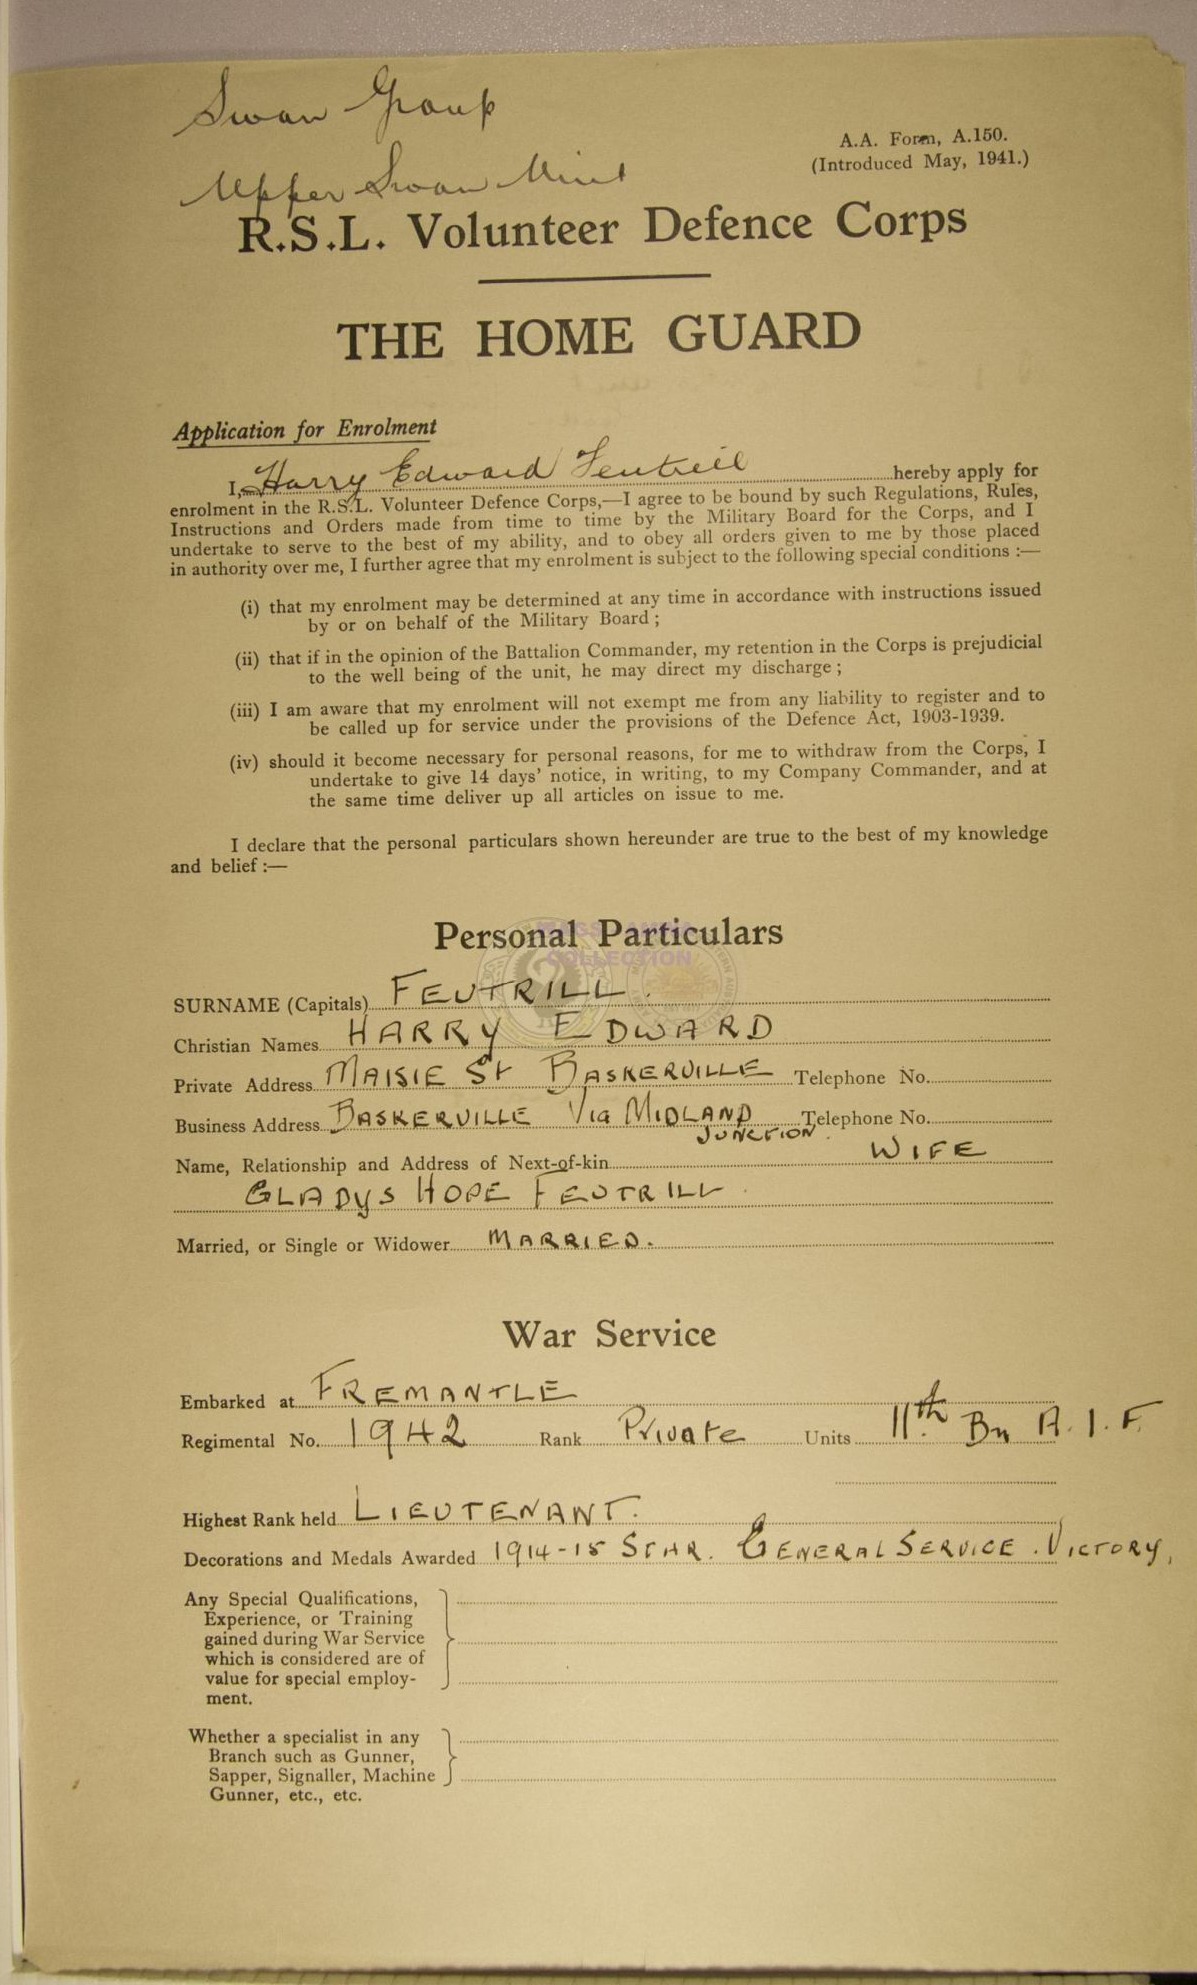 Swan Group
Upper Swan Unit
A.A. Form, A.150.
(Introduced May, 1941.)
R.S.L. Volunteer Defence Corps
THE HOME GUARD
Application for Enrolment
I, Harry Edward Feutrill hereby apply for
enrolment in the R.S.L. Volunteer Defence Corps,—I agree to be bound by such Regulations, Rules,
Instructions and Orders made from time to time by the Military Board for the Corps, and I
undertake to serve to the best of my ability, and to obey all orders given to me by those placed
in authority over me, I further agree that my enrolment is subject to the following special conditions :—
(i) that my enrolment may be determined at any time in accordance with instructions issued
by or on behalf of the Military Board ;
(ii) that if in the opinion of the Battalion Commander, my retention in the Corps is prejudicial
to the well being of the unit, he may direct my discharge ;
(iii) I am aware that my enrolment will not exempt me from any liability to register and to
be called up for service under the provisions of the Defence Act, 1903-1939.
(iv) should it become necessary for personal reasons, for me to withdraw from the Corps, I
undertake to give 14 days' notice, in writing, to my Company Commander, and at
the same time deliver up all articles on issue to me.
I declare that the personal particulars shown hereunder are true to the best of my knowledge
and belief :—
Personal Particulars
COLLECTION
SURNAME (Capitals) FEUTRILL.
Christian Names HARRY EDWARD
Private Address MAISIE St BASKERVILLE Telephone No.
Business Address BASKERVILLE Via MIDLAND Telephone No.
JUNCTION.
Name, Relationship and Address of Next-of-kin WIFE
GLADYS HOPE FEUTRILL
Married, or Single or Widower MARRIED.
War Service
Embarked at FREMANTLE
Regimental No. 1942 Rank Private Units 11th Bn A.I.F.
Highest Rank held LIEUTENANT.
Decorations and Medals Awarded 1914-15 STAR. GENERAL SERVICE. VICTORY,
Any Special Qualifications,
Experience, or Training
gained during War Service
which is considered are of
value for special employ-
ment.
Whether a specialist in any
Branch such as Gunner,
Sapper, Signaller, Machine
Gunner, etc., etc.